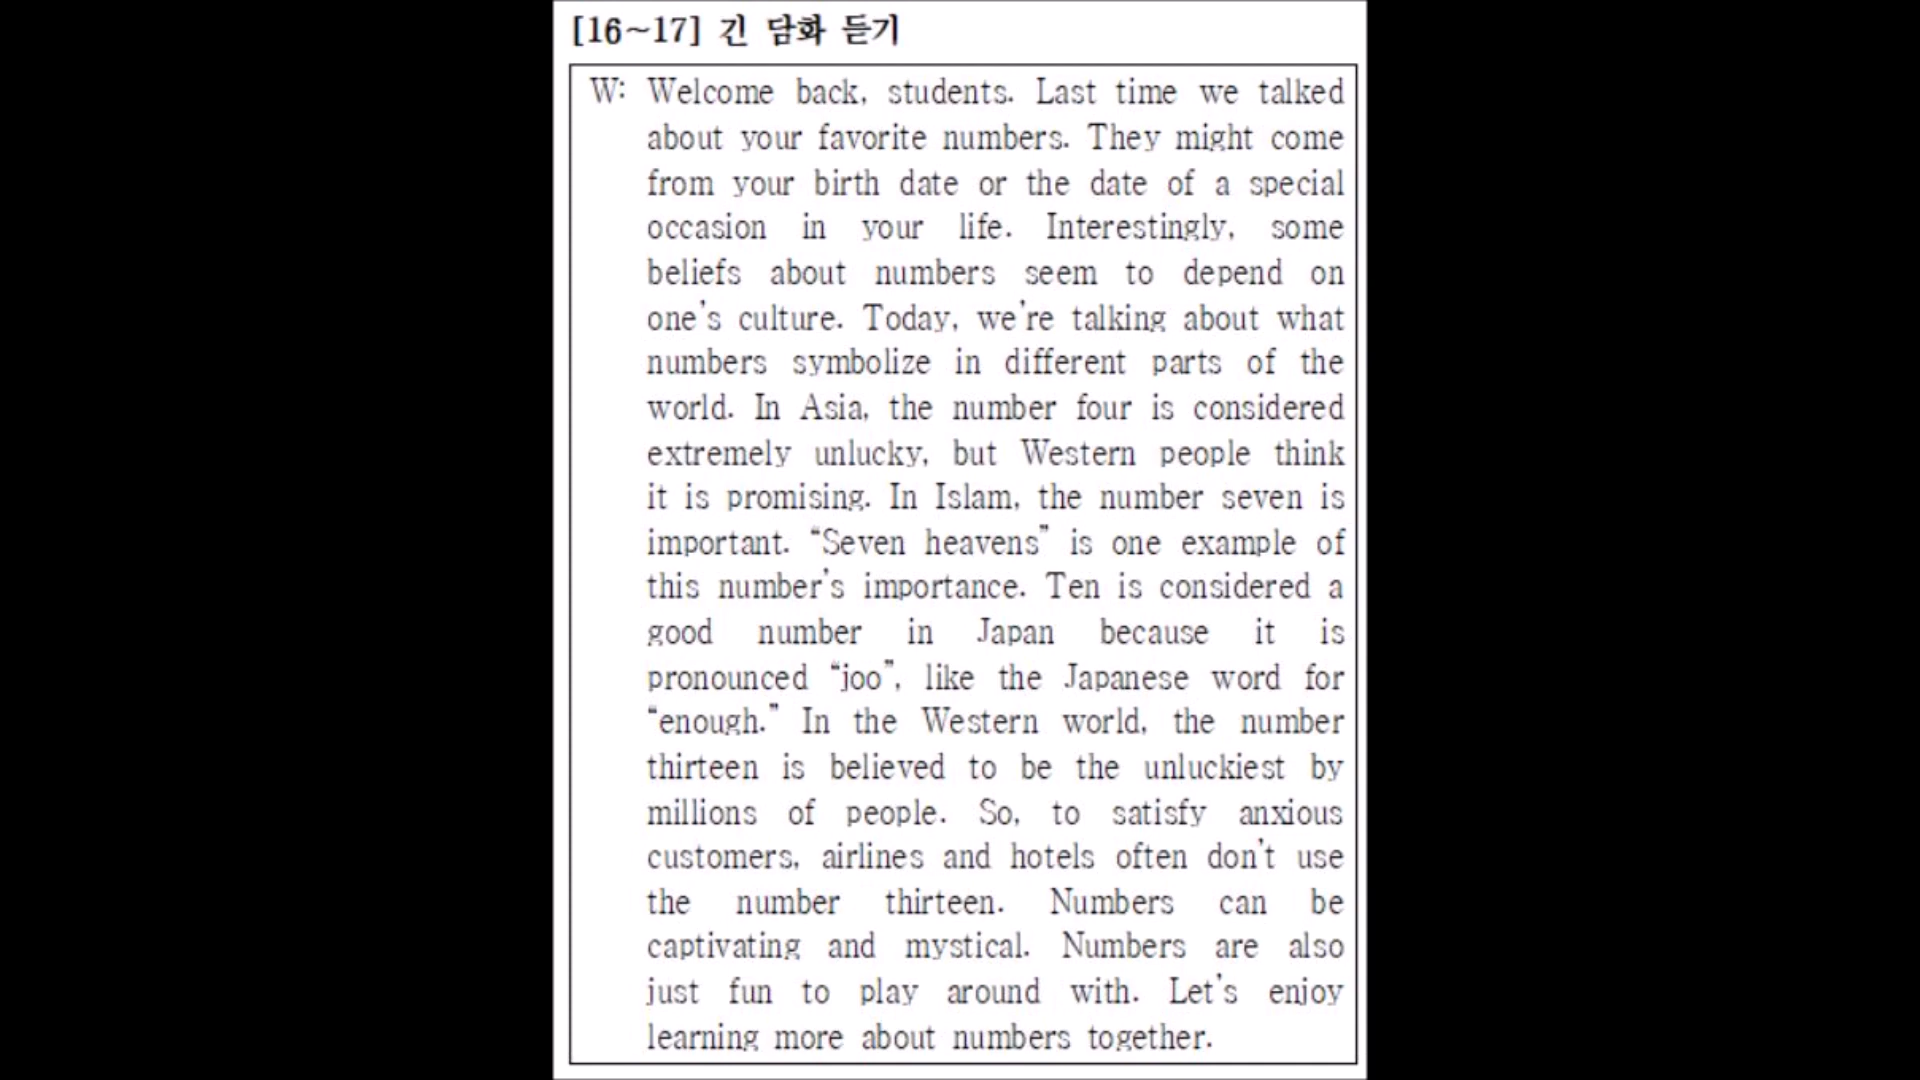 [16~17] 긴 담화 듣기
W: Welcome back, students. Last time we talked
about your favorite numbers. They might come
from your birth date or the date of a special
occasion in your life. Interestingly, some
beliefs about numbers seem to depend on
one's culture. Today, we're talking about what
numbers symbolize in different parts of the
world. In Asia, the number four is considered
extremely unlucky, but Western people think
it is promising. In Islam, the number seven is
important. “Seven heavens” is one example of
this number's importance. Ten is considered a
good number in Japan because it is
pronounced “joo”, like the Japanese word for
“enough.” In the Western world, the number
thirteen is believed to be the unluckiest by
millions of people. So, to satisfy anxious
customers, airlines and hotels often don't use
the number thirteen. Numbers can be
captivating and mystical. Numbers are also
just fun to play around with. Let's enjoy
learning more about numbers together.